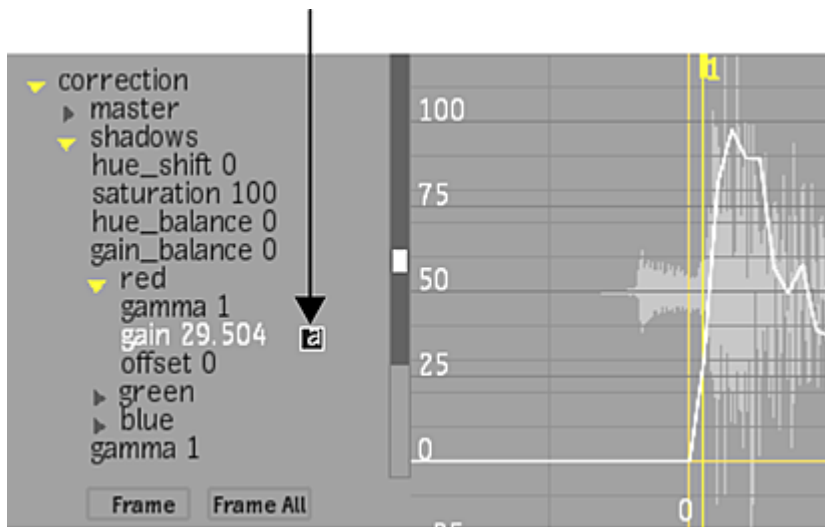 correction
master
shadows
hue_shift 0
saturation 100
hue_balance 0
gain_balance 0
red
gamma 1
gain 29.504
a
offset 0
green
blue
gamma 1
Frame
Frame All
1
100
75
50
25
0
0